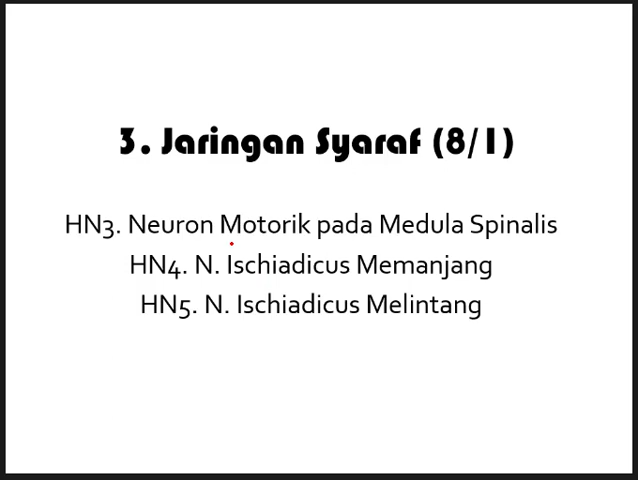 3. Jaringan Syaraf (8/1)
HN3. Neuron Motorik pada Medula Spinalis
HN4. N. Ischiadicus Memanjang
HN5. N. Ischiadicus Melintang